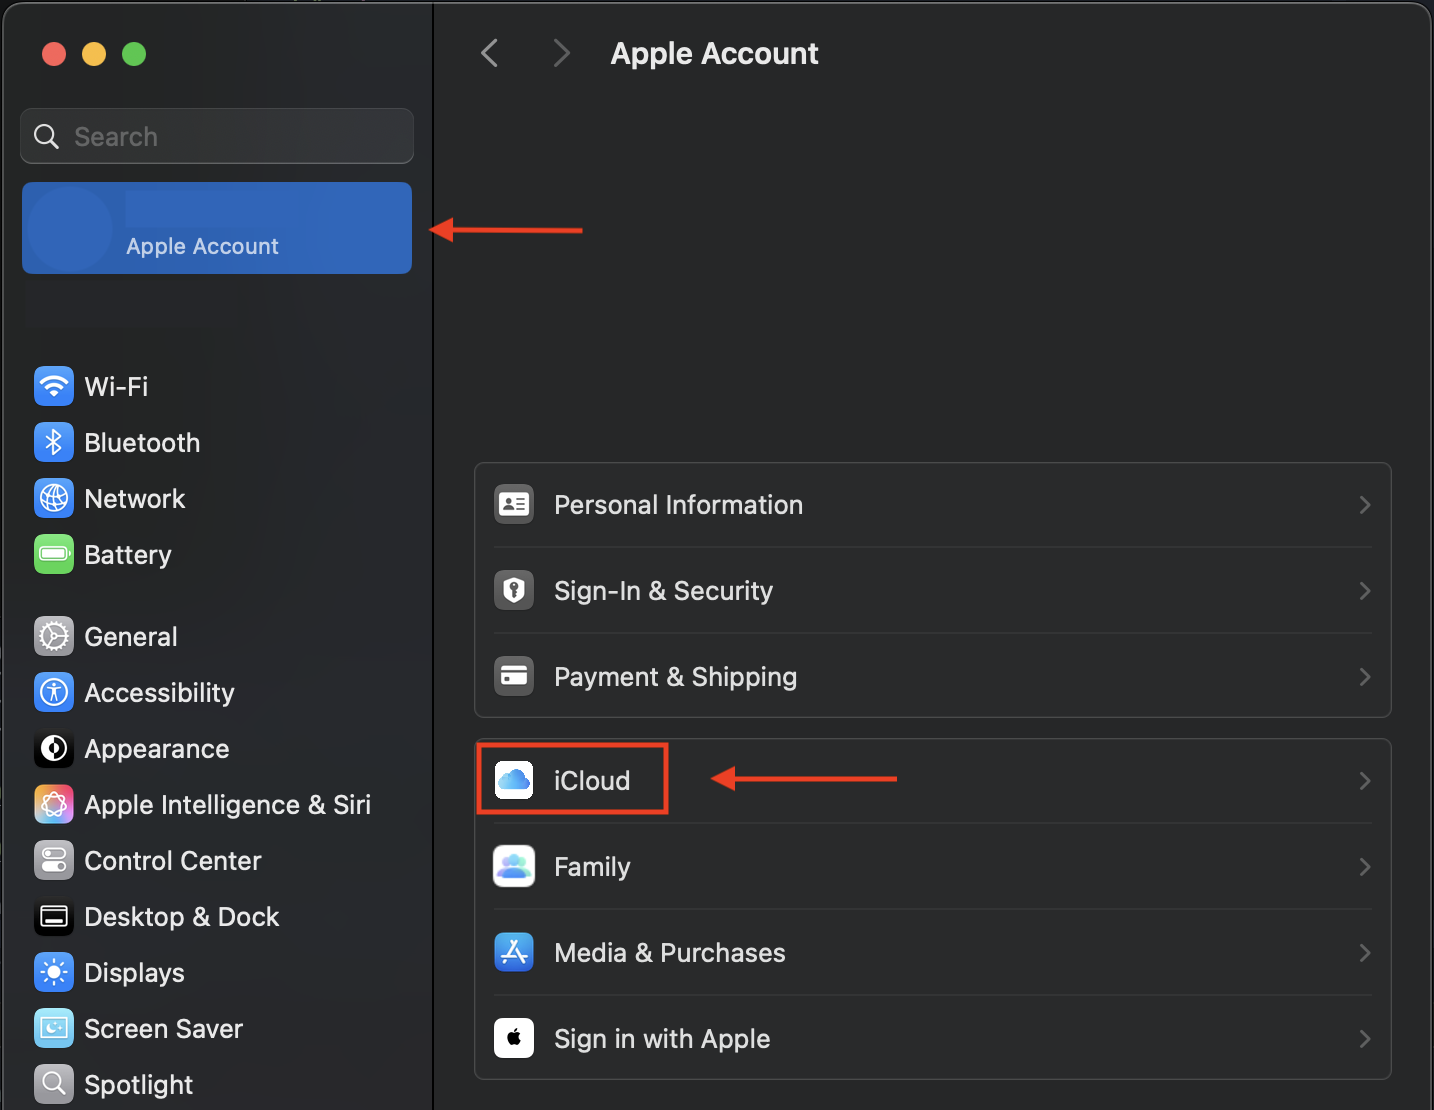 Search
Apple Account
Wi-Fi
Bluetooth
Network
Battery
General
Accessibility
Appearance
Apple Intelligence & Siri
Control Center
Desktop & Dock
Displays
Screen Saver
Spotlight
Apple Account
Personal Information
Sign-In & Security
Payment & Shipping
iCloud
Family
Media & Purchases
Sign in with Apple